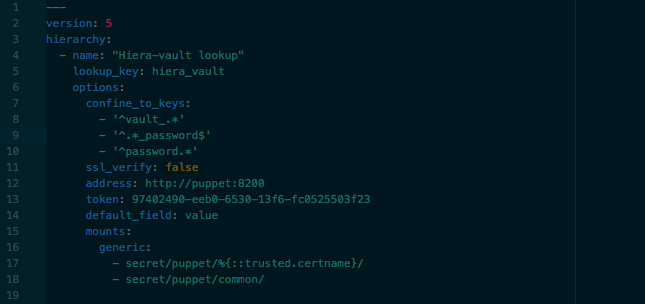 1 ---
2 version: 5
3 hierarchy:
4   - name: "Hiera-vault lookup"
5     lookup_key: hiera_vault
6     options:
7       confine_to_keys:
8         - '^vault_.*'
9         - '^.*_password$'
10         - '^password.*'
11       ssl_verify: false
12       address: http://puppet:8200
13       token: 97402490-eeb0-6530-13f6-fc0525503f23
14       default_field: value
15       mounts:
16         generic:
17           - secret/puppet/%{::trusted.certname}/
18           - secret/puppet/common/
19